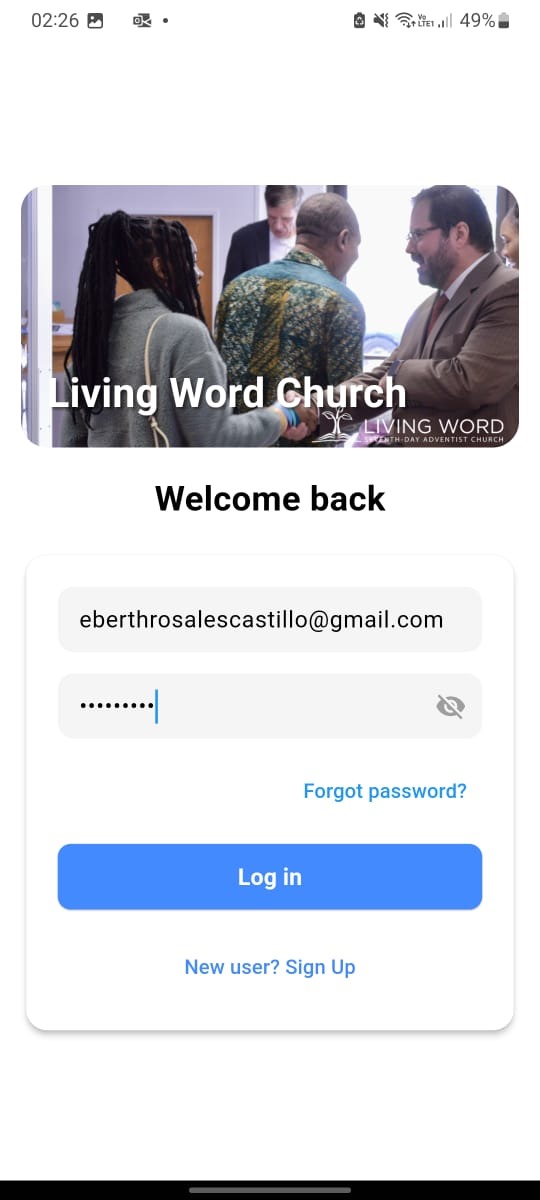 02:26 Vo LTE1 49%
Living Word Church
LIVING WORD
SEVENTH-DAY ADVENTIST CHURCH
Welcome back
eberthrosalescastillo@gmail.com
•••••••••
Forgot password?
Log in
New user? Sign Up